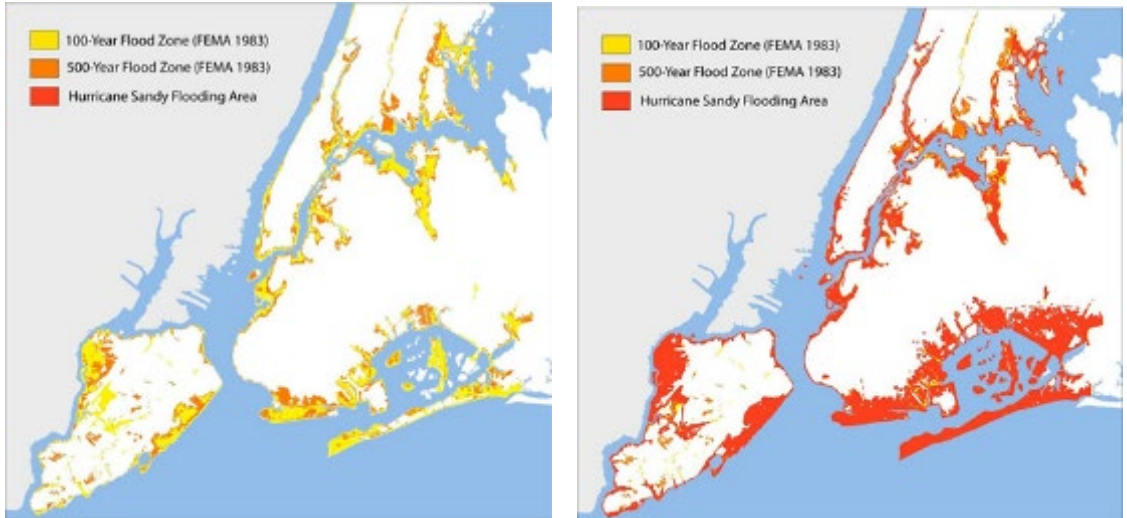 100-Year Flood Zone (FEMA 1983)
500-Year Flood Zone (FEMA 1983)
Hurricane Sandy Flooding Area
100-Year Flood Zone (FEMA 1983)
500-Year Flood Zone (FEMA 1983)
Hurricane Sandy Flooding Area